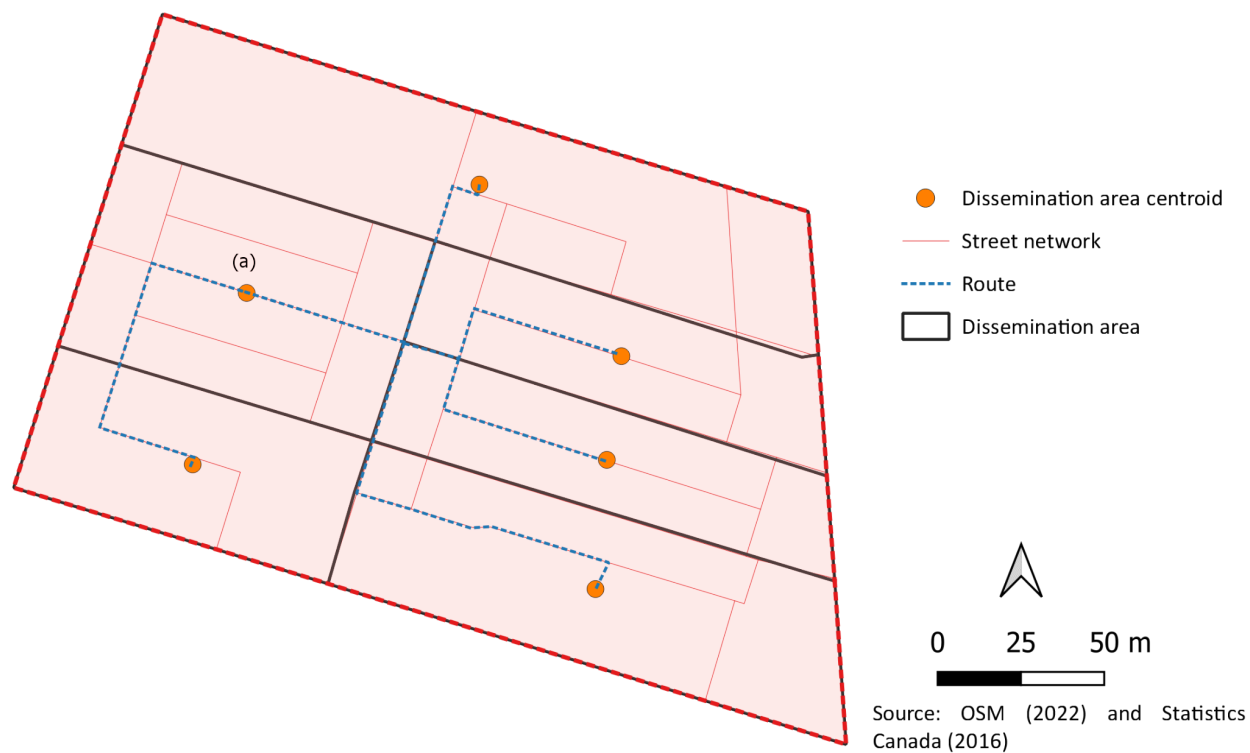 (a)
Dissemination area centroid
Street network
Route
Dissemination area
0 25 50 m
Source: OSM (2022) and Statistics
Canada (2016)